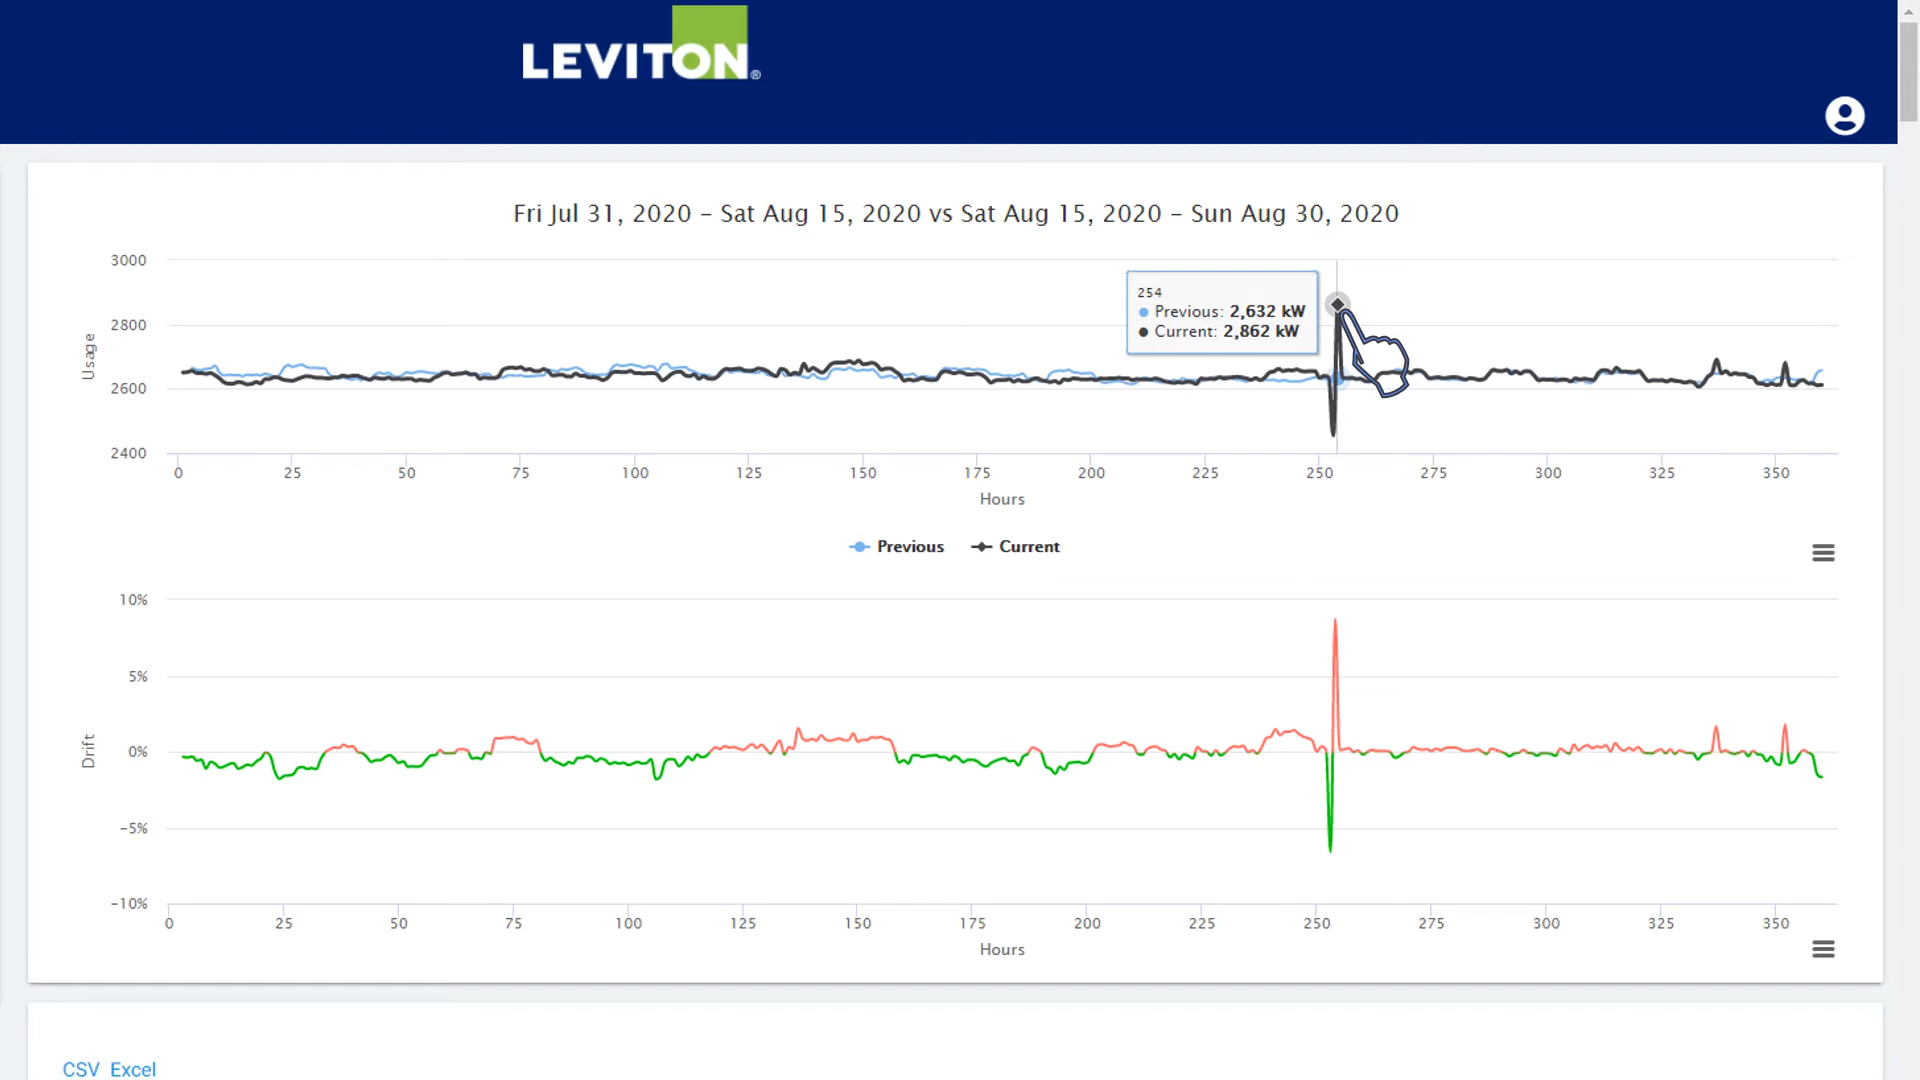 LEVITON®
Fri Jul 31, 2020 – Sat Aug 15, 2020 vs Sat Aug 15, 2020 – Sun Aug 30, 2020
3000
2800
2600
2400
Usage
254
Previous: 2,632 kW
Current: 2,862 kW
0 25 50 75 100 125 150 175 200 225 250 275 300 325 350
Hours
Previous Current
10%
5%
0%
-5%
-10%
Drift
0 25 50 75 100 125 150 175 200 225 250 275 300 325 350
Hours
CSV Excel